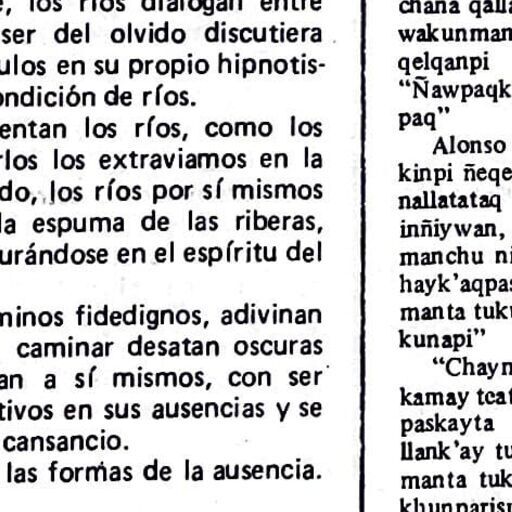 los ríos dialogan entre
ser del olvido discutiera
ulos en su propio hipnotis-
ondición de ríos.
entan los ríos, como los
rlos los extraviamos en la
do, los ríos por sí mismos
la espuma de las riberas,
urándose en el espíritu del
minos fidedignos, adivinan
caminar desatan oscuras
an a sí mismos, con ser
tivos en sus ausencias y se
cansancio.
las formas de la ausencia.
chana qalla
wakunman
qelqanpi
“Ñawpaqk
paq”
Alonso
kinpi ñeqe
nallatataq
inñiywan,
manchu ni
hayk’aqpas
manta tuku
kunapi”
“Chayn
kamay teat
paskayta
llank’ay tu
manta tuk
khunparisn